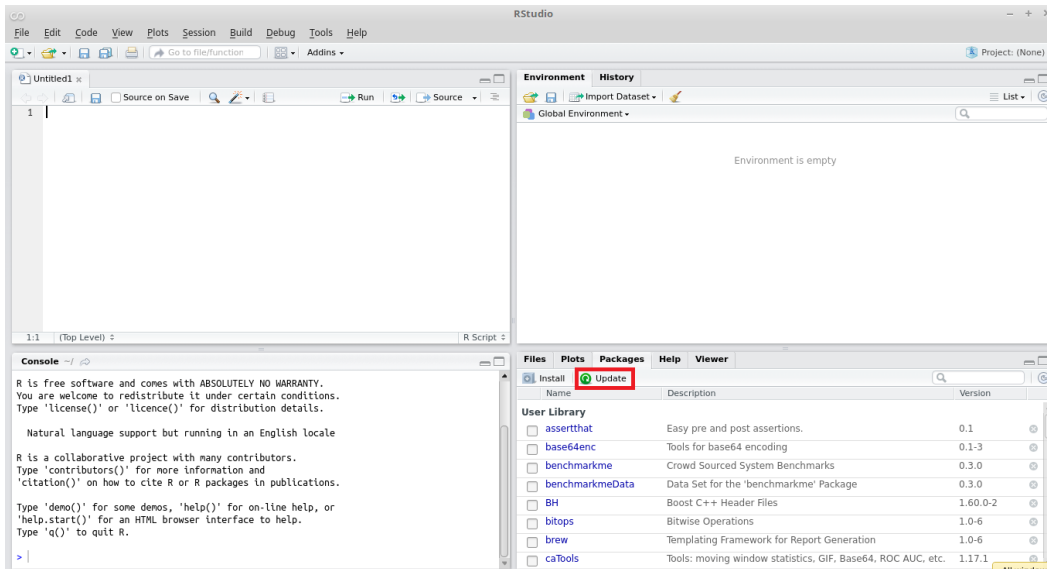 RStudio
File Edit Code View Plots Session Build Debug Tools Help
Go to file/function Addins Project: (None)
Untitled1
Source on Save Run Source
1
1:1 (Top Level) R Script
Console ~/
R is free software and comes with ABSOLUTELY NO WARRANTY.
You are welcome to redistribute it under certain conditions.
Type 'license()' or 'licence()' for distribution details.
Natural language support but running in an English locale
R is a collaborative project with many contributors.
Type 'contributors()' for more information and
'citation()' on how to cite R or R packages in publications.
Type 'demo()' for some demos, 'help()' for on-line help, or
'help.start()' for an HTML browser interface to help.
Type 'q()' to quit R.
>
Environment History
Import Dataset List
Global Environment
Environment is empty
Files Plots Packages Help Viewer
Install Update
Name Description Version
User Library
assertthat Easy pre and post assertions. 0.1
base64enc Tools for base64 encoding 0.1-3
benchmarkme Crowd Sourced System Benchmarks 0.3.0
benchmarkmeData Data Set for the 'benchmarkme' Package 0.3.0
BH Boost C++ Header Files 1.60.0-2
bitops Bitwise Operations 1.0-6
brew Templating Framework for Report Generation 1.0-6
caTools Tools: moving window statistics, GIF, Base64, ROC AUC, etc. 1.17.1